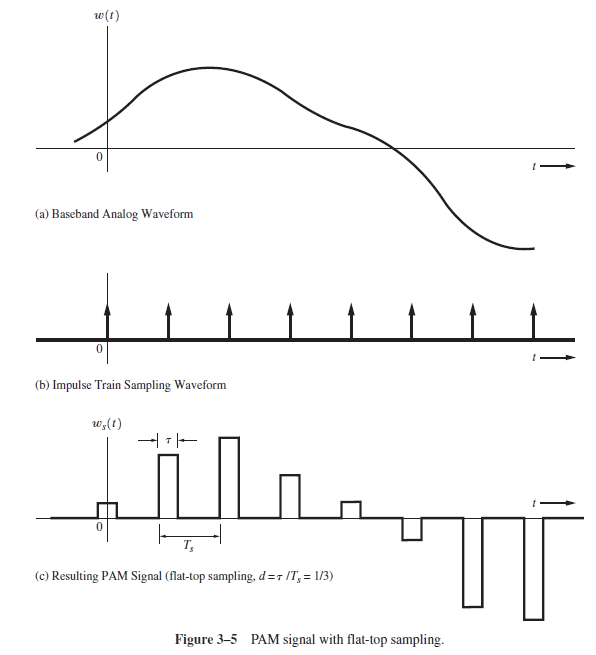 w(t)
0
t
(a) Baseband Analog Waveform
0
t
(b) Impulse Train Sampling Waveform
w_s(t)
τ
t
0
T_s
(c) Resulting PAM Signal (flat-top sampling, d = τ /T_s = 1/3)
Figure 3–5 PAM signal with flat-top sampling.